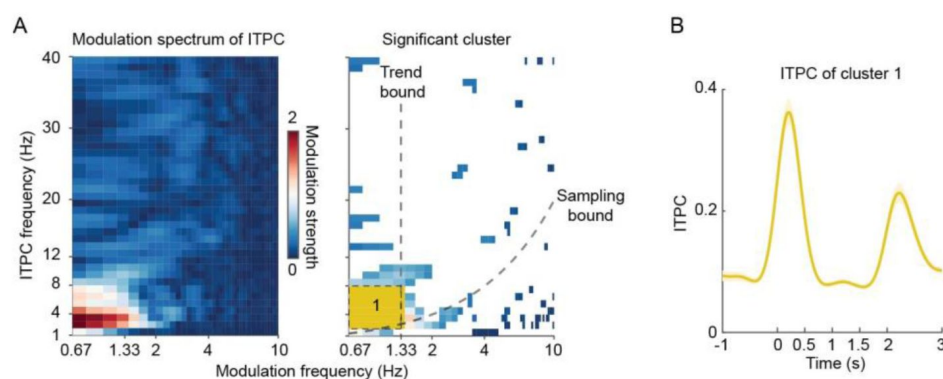 A
Modulation spectrum of ITPC
Significant cluster
40
30
20
12
8
4
1
ITPC frequency (Hz)
0.67 1.33 2 4 10
2
0
Modulation strength
Trend
bound
Sampling
bound
1
0.67 1.33 2 4 10
Modulation frequency (Hz)
B
ITPC of cluster 1
0.4
0.2
0
ITPC
-1 0 0.5 1 1.5 2 3
Time (s)